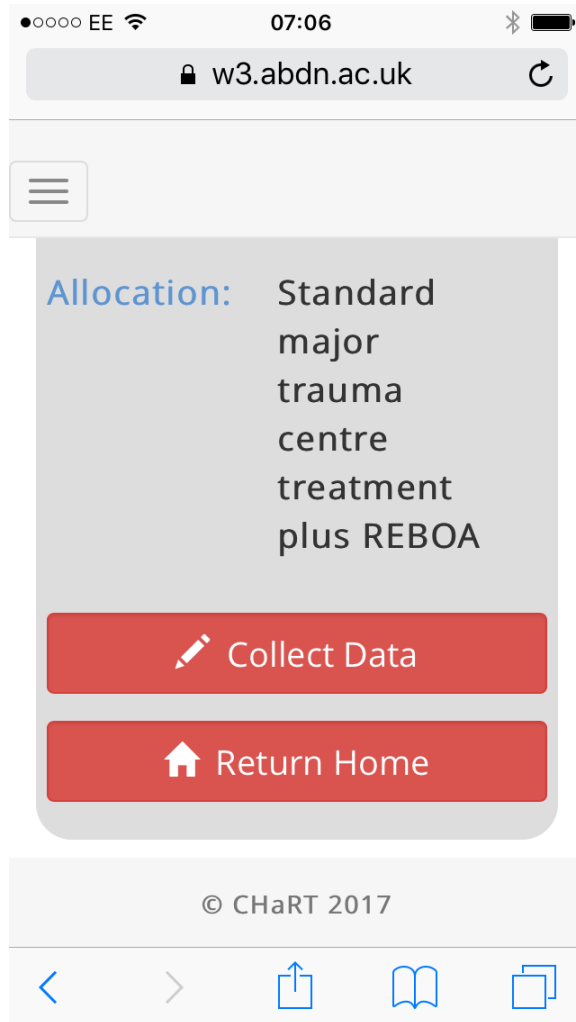 EE 07:06
w3.abdn.ac.uk
Allocation: Standard
major
trauma
centre
treatment
plus REBOA
Collect Data
Return Home
© CHaRT 2017